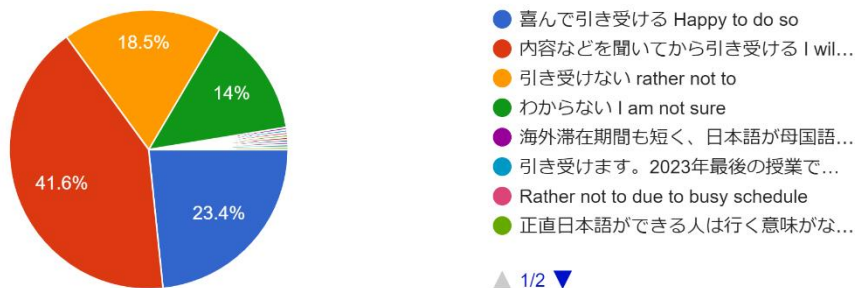 18.5%
14%
41.6%
23.4%
喜んで引き受ける Happy to do so
内容などを聞いてから引き受ける I wil...
引き受けない rather not to
わからない I am not sure
海外滞在期間も短く、日本語が母国語...
引き受けます。2023年最後の授業で...
Rather not to due to busy schedule
正直日本語ができる人は行く意味がな...
1/2